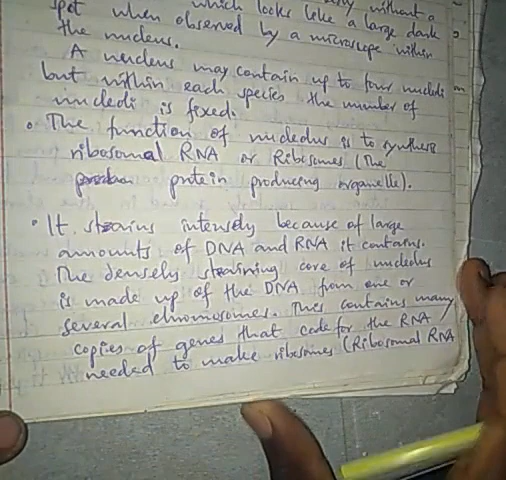 without a
which looks like a large dark
spot when observed by a microscope within
the nucleus.
A nucleus may contain up to four nucleoli
but within each species the number of
nucleoli is fixed.
• The function of nucleolus is to synthesis
ribosomal RNA or Ribosomes (The
protein producing organelle).
• It stains intensely because of large
amounts of DNA and RNA it contains.
The densely staining core of nucleolus
is made up of the DNA from one or
several chromosomes. This contains many
copies of genes that code for the RNA
needed to make ribosomes (Ribosomal RNA